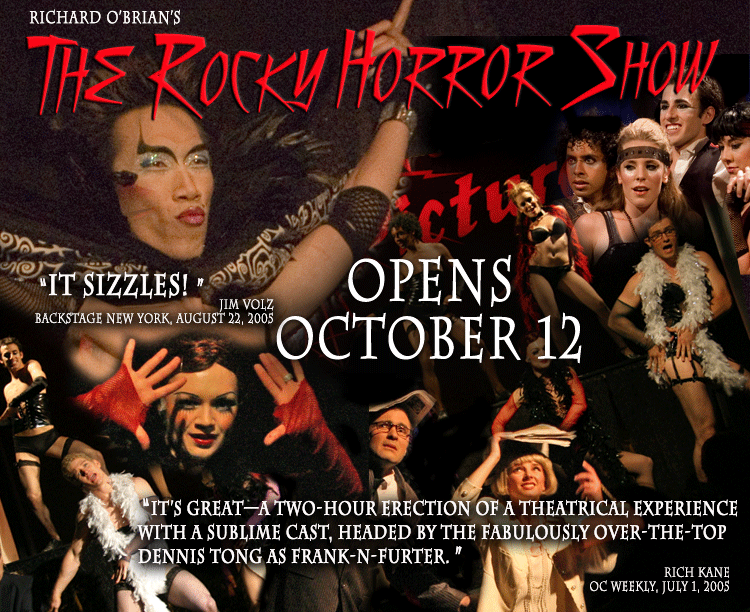 RICHARD O'BRIAN'S
THE ROCKY HORROR SHOW
icture
"IT SIZZLES! "
JIM VOLZ
BACKSTAGE NEW YORK, AUGUST 22, 2005
OPENS
OCTOBER 12
"IT'S GREAT—A TWO-HOUR ERECTION OF A THEATRICAL EXPERIENCE
WITH A SUBLIME CAST, HEADED BY THE FABULOUSLY OVER-THE-TOP
DENNIS TONG AS FRANK-N-FURTER. "
RICH KANE
OC WEEKLY, JULY 1, 2005